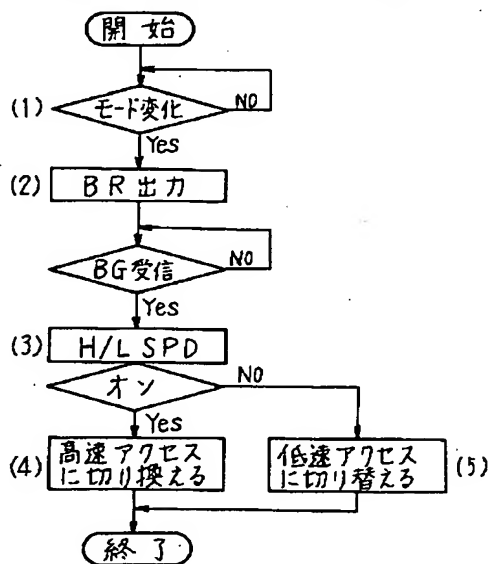 開始
(1) モード変化 NO
Yes
(2) BR出力
BG受信 NO
Yes
(3) H/L SPD
オン NO
Yes
(4) 高速アクセス
に切り換える
低速アクセス (5)
に切り替える
終了